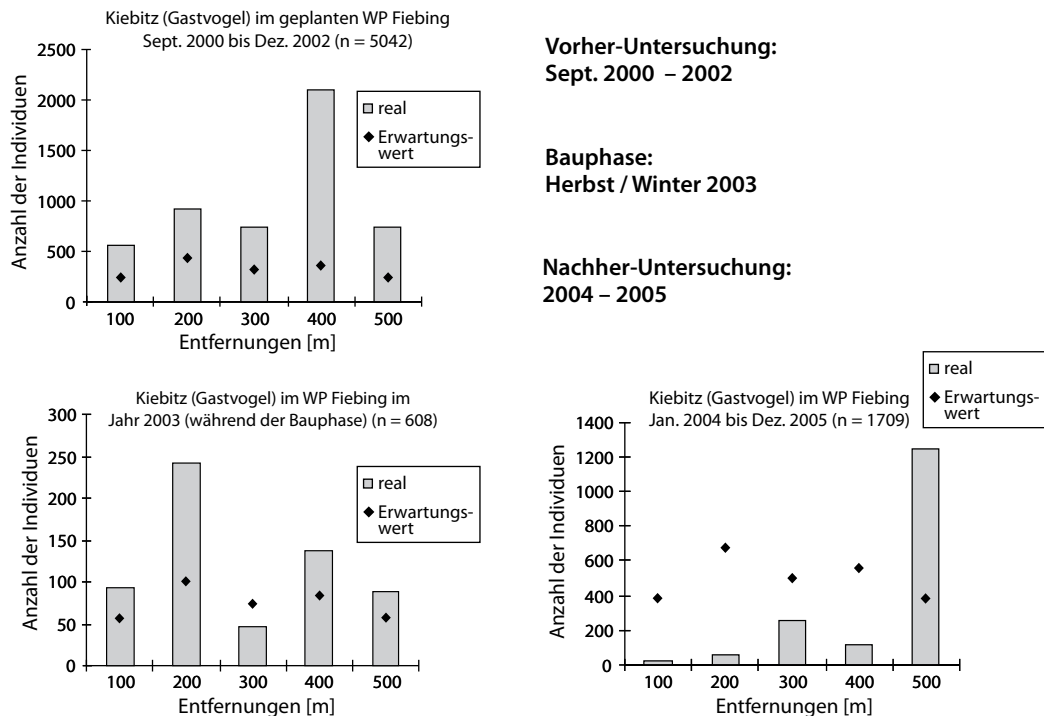 Kiebitz (Gastvogel) im geplanten WP Fiebing
Sept. 2000 bis Dez. 2002 (n = 5042)
Anzahl der Individuen
2500
2000
1500
1000
500
0
real
Erwartungs-
wert
100 200 300 400 500
Entfernungen [m]
Vorher-Untersuchung:
Sept. 2000 – 2002
Bauphase:
Herbst / Winter 2003
Nachher-Untersuchung:
2004 – 2005
Kiebitz (Gastvogel) im WP Fiebing im
Jahr 2003 (während der Bauphase) (n = 608)
Anzahl der Individuen
300
250
200
150
100
50
0
real
Erwartungs-
wert
100 200 300 400 500
Entfernungen [m]
Kiebitz (Gastvogel) im WP Fiebing
Jan. 2004 bis Dez. 2005 (n = 1709)
real
Erwartungs-
wert
Anzahl der Individuen
1400
1200
1000
800
600
400
200
0
100 200 300 400 500
Entfernungen [m]